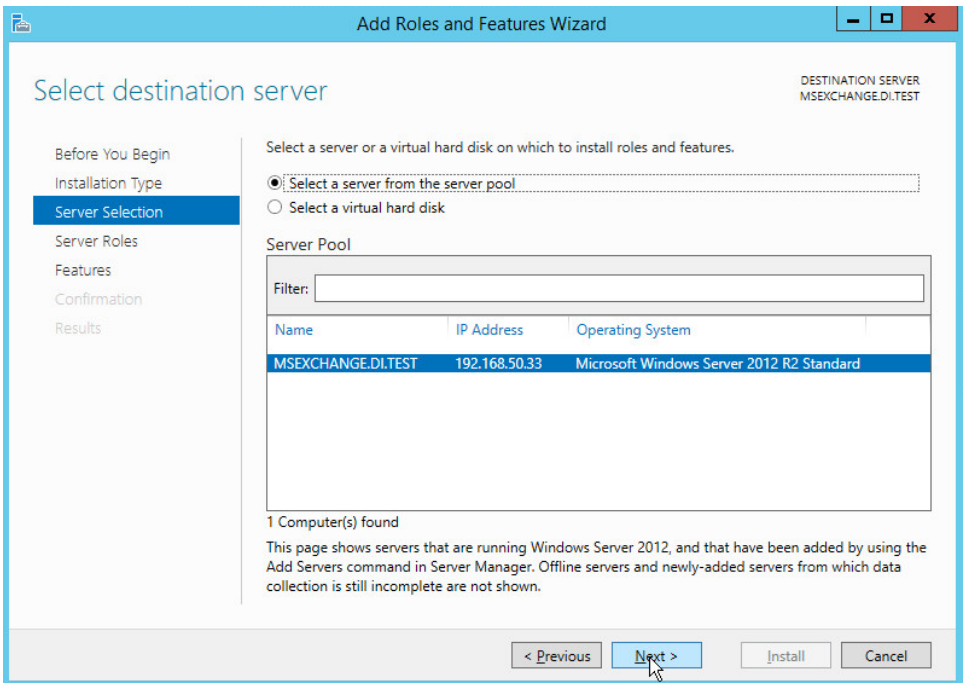 Add Roles and Features Wizard
Select destination server
DESTINATION SERVER
MSEXCHANGE.DI.TEST
Before You Begin
Installation Type
Server Selection
Server Roles
Features
Confirmation
Results
Select a server or a virtual hard disk on which to install roles and features.
Select a server from the server pool
Select a virtual hard disk
Server Pool
Filter:
Name IP Address Operating System
MSEXCHANGE.DI.TEST 192.168.50.33 Microsoft Windows Server 2012 R2 Standard
1 Computer(s) found
This page shows servers that are running Windows Server 2012, and that have been added by using the
Add Servers command in Server Manager. Offline servers and newly-added servers from which data
collection is still incomplete are not shown.
< Previous Next > Install Cancel